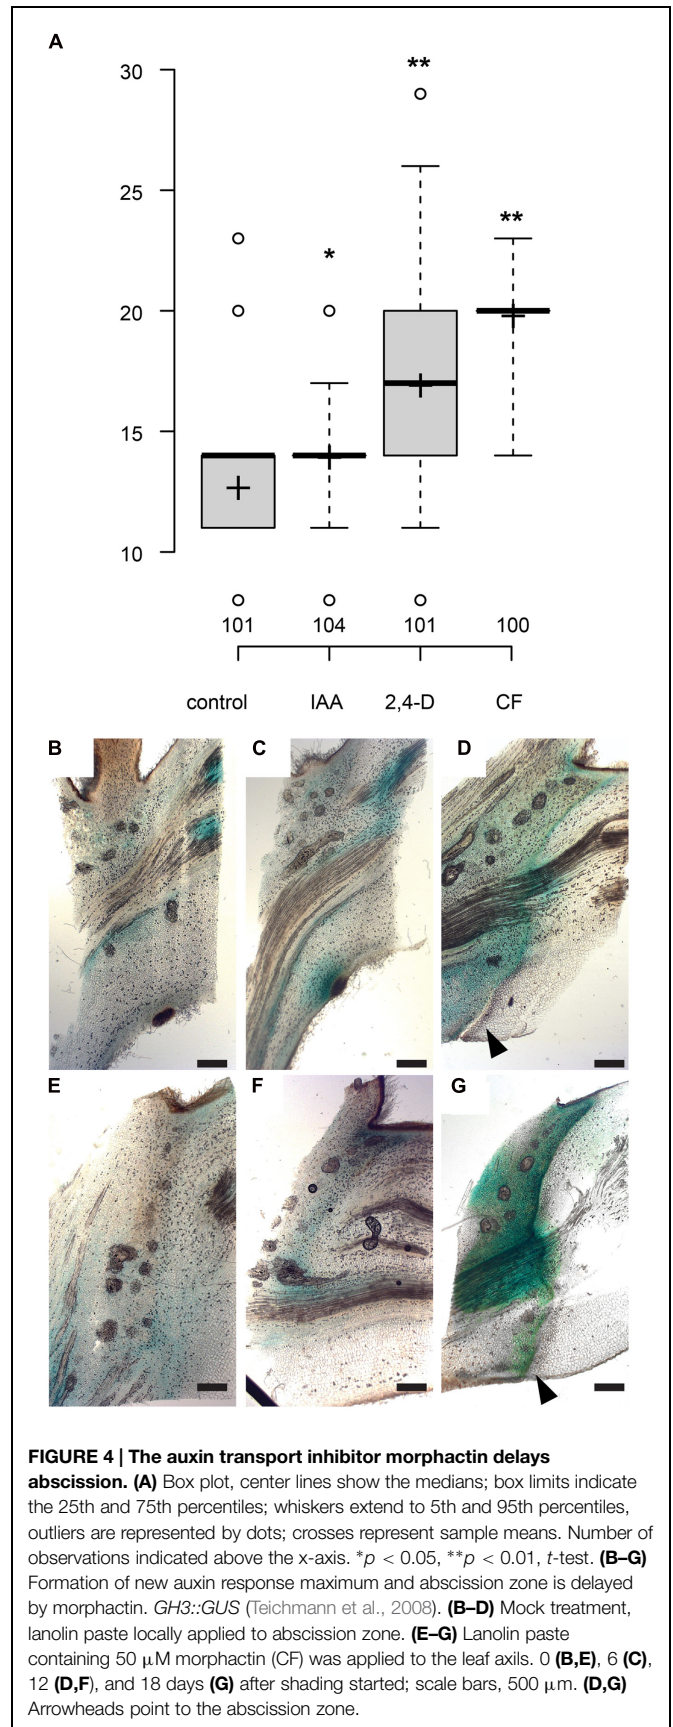 A
30
25
20
15
10
**
**
*
101 104 101 100
control IAA 2,4-D CF
B C D
E F G
FIGURE 4 | The auxin transport inhibitor morphactin delays
abscission. (A) Box plot, center lines show the medians; box limits indicate
the 25th and 75th percentiles; whiskers extend to 5th and 95th percentiles,
outliers are represented by dots; crosses represent sample means. Number of
observations indicated above the x-axis. *p < 0.05, **p < 0.01, t-test. (B–G)
Formation of new auxin response maximum and abscission zone is delayed
by morphactin. GH3::GUS (Teichmann et al., 2008). (B–D) Mock treatment,
lanolin paste locally applied to abscission zone. (E–G) Lanolin paste
containing 50 μM morphactin (CF) was applied to the leaf axils. 0 (B,E), 6 (C),
12 (D,F), and 18 days (G) after shading started; scale bars, 500 μm. (D,G)
Arrowheads point to the abscission zone.